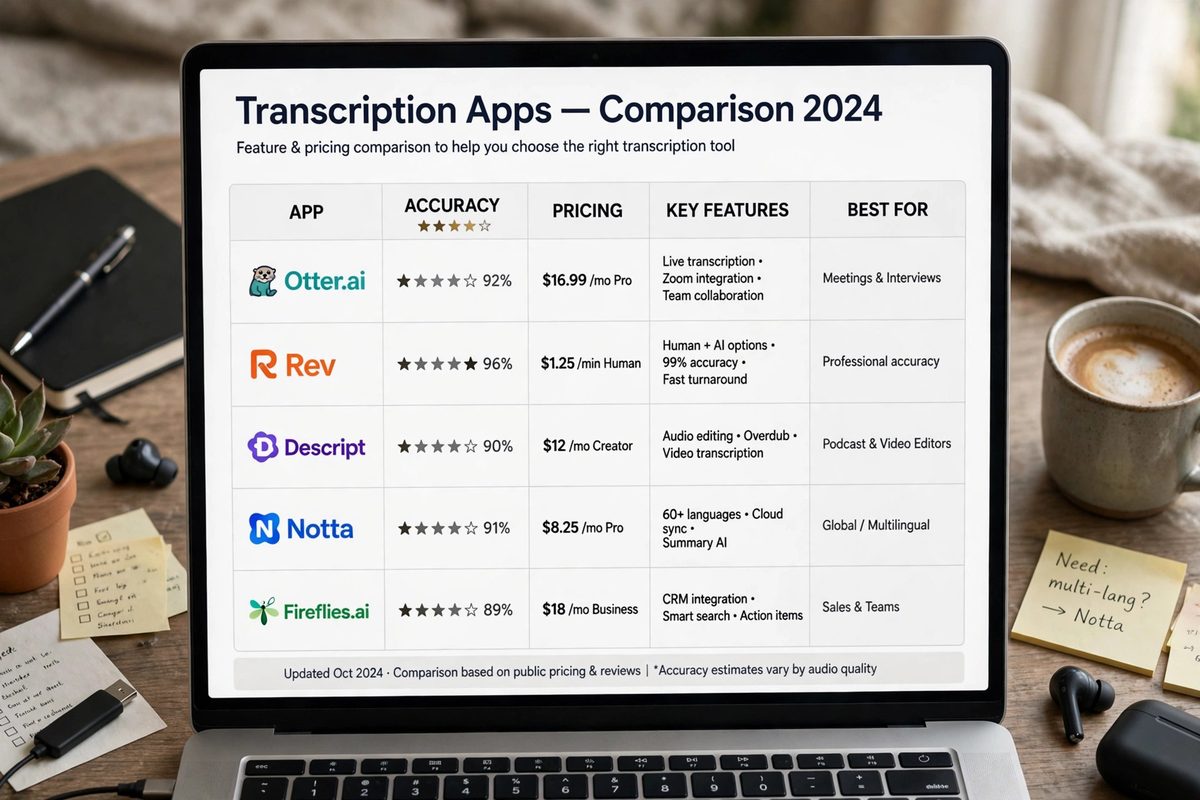 Transcription Apps — Comparison 2024
Feature & pricing comparison to help you choose the right transcription tool
APP
ACCURACY
★★★★☆
PRICING
KEY FEATURES
BEST FOR
Otter.ai
★★★★☆ 92%
$16.99 /mo Pro
Live transcription •
Zoom integration •
Team collaboration
Meetings & Interviews
Rev
★★★★★ 96%
$1.25 /min Human
Human + AI options •
99% accuracy •
Fast turnaround
Professional accuracy
Descript
★★★★☆ 90%
$12 /mo Creator
Audio editing • Overdub •
Video transcription
Podcast & Video Editors
Notta
★★★★☆ 91%
$8.25 /mo Pro
60+ languages • Cloud
sync •
Summary AI
Global / Multilingual
Fireflies.ai
★★★★☆ 89%
$18 /mo Business
CRM integration •
Smart search • Action items
Sales & Teams
Updated Oct 2024 · Comparison based on public pricing & reviews | *Accuracy estimates vary by audio quality
Need:
multi-lang?
→ Notta